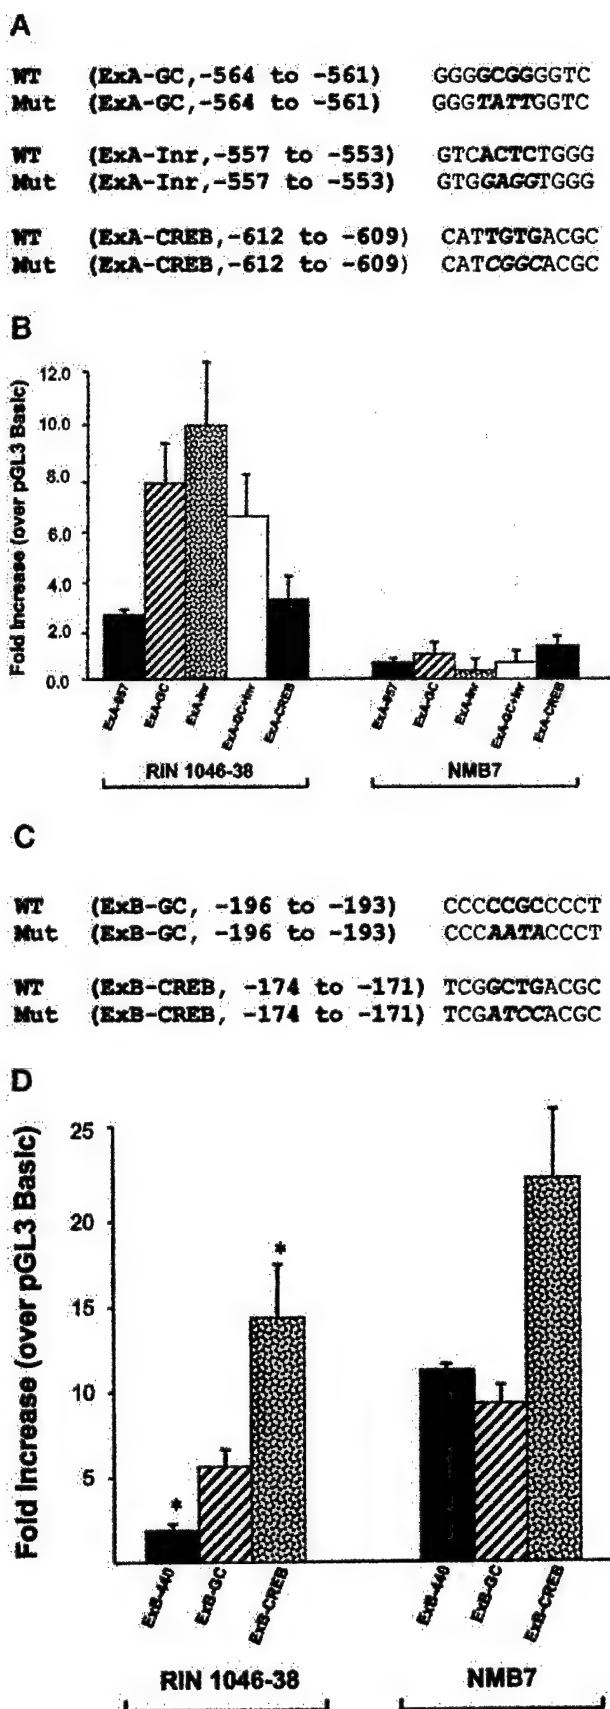 A
WT (ExA-GC,-564 to -561) GGGGCGGGGTC
Mut (ExA-GC,-564 to -561) GGGTATTGGTC
WT (ExA-Inr,-557 to -553) GTCACTCTGGG
Mut (ExA-Inr,-557 to -553) GTGGAGGTGGG
WT (ExA-CREB,-612 to -609) CATTGTGACGC
Mut (ExA-CREB,-612 to -609) CATCGGCACGC
B
Fold Increase (over pGL3 Basic)
12.0
10.0
8.0
6.0
4.0
2.0
0.0
ExA-957 ExA-GC ExA-Inr ExA-GC+Inr ExA-CREB
ExA-957 ExA-GC ExA-Inr ExA-GC+Inr ExA-CREB
RIN 1046-38 NMB7
C
WT (ExB-GC, -196 to -193) CCCCCGCCCCT
Mut (ExB-GC, -196 to -193) CCCAATACCCT
WT (ExB-CREB, -174 to -171) TCGGCTGACGC
Mut (ExB-CREB, -174 to -171) TCGATCCACGC
D
Fold Increase (over pGL3 Basic)
25
20
15
10
5
*
*
ExB-440 ExB-GC ExB-CREB
ExB-440 ExB-GC ExB-CREB
RIN 1046-38 NMB7